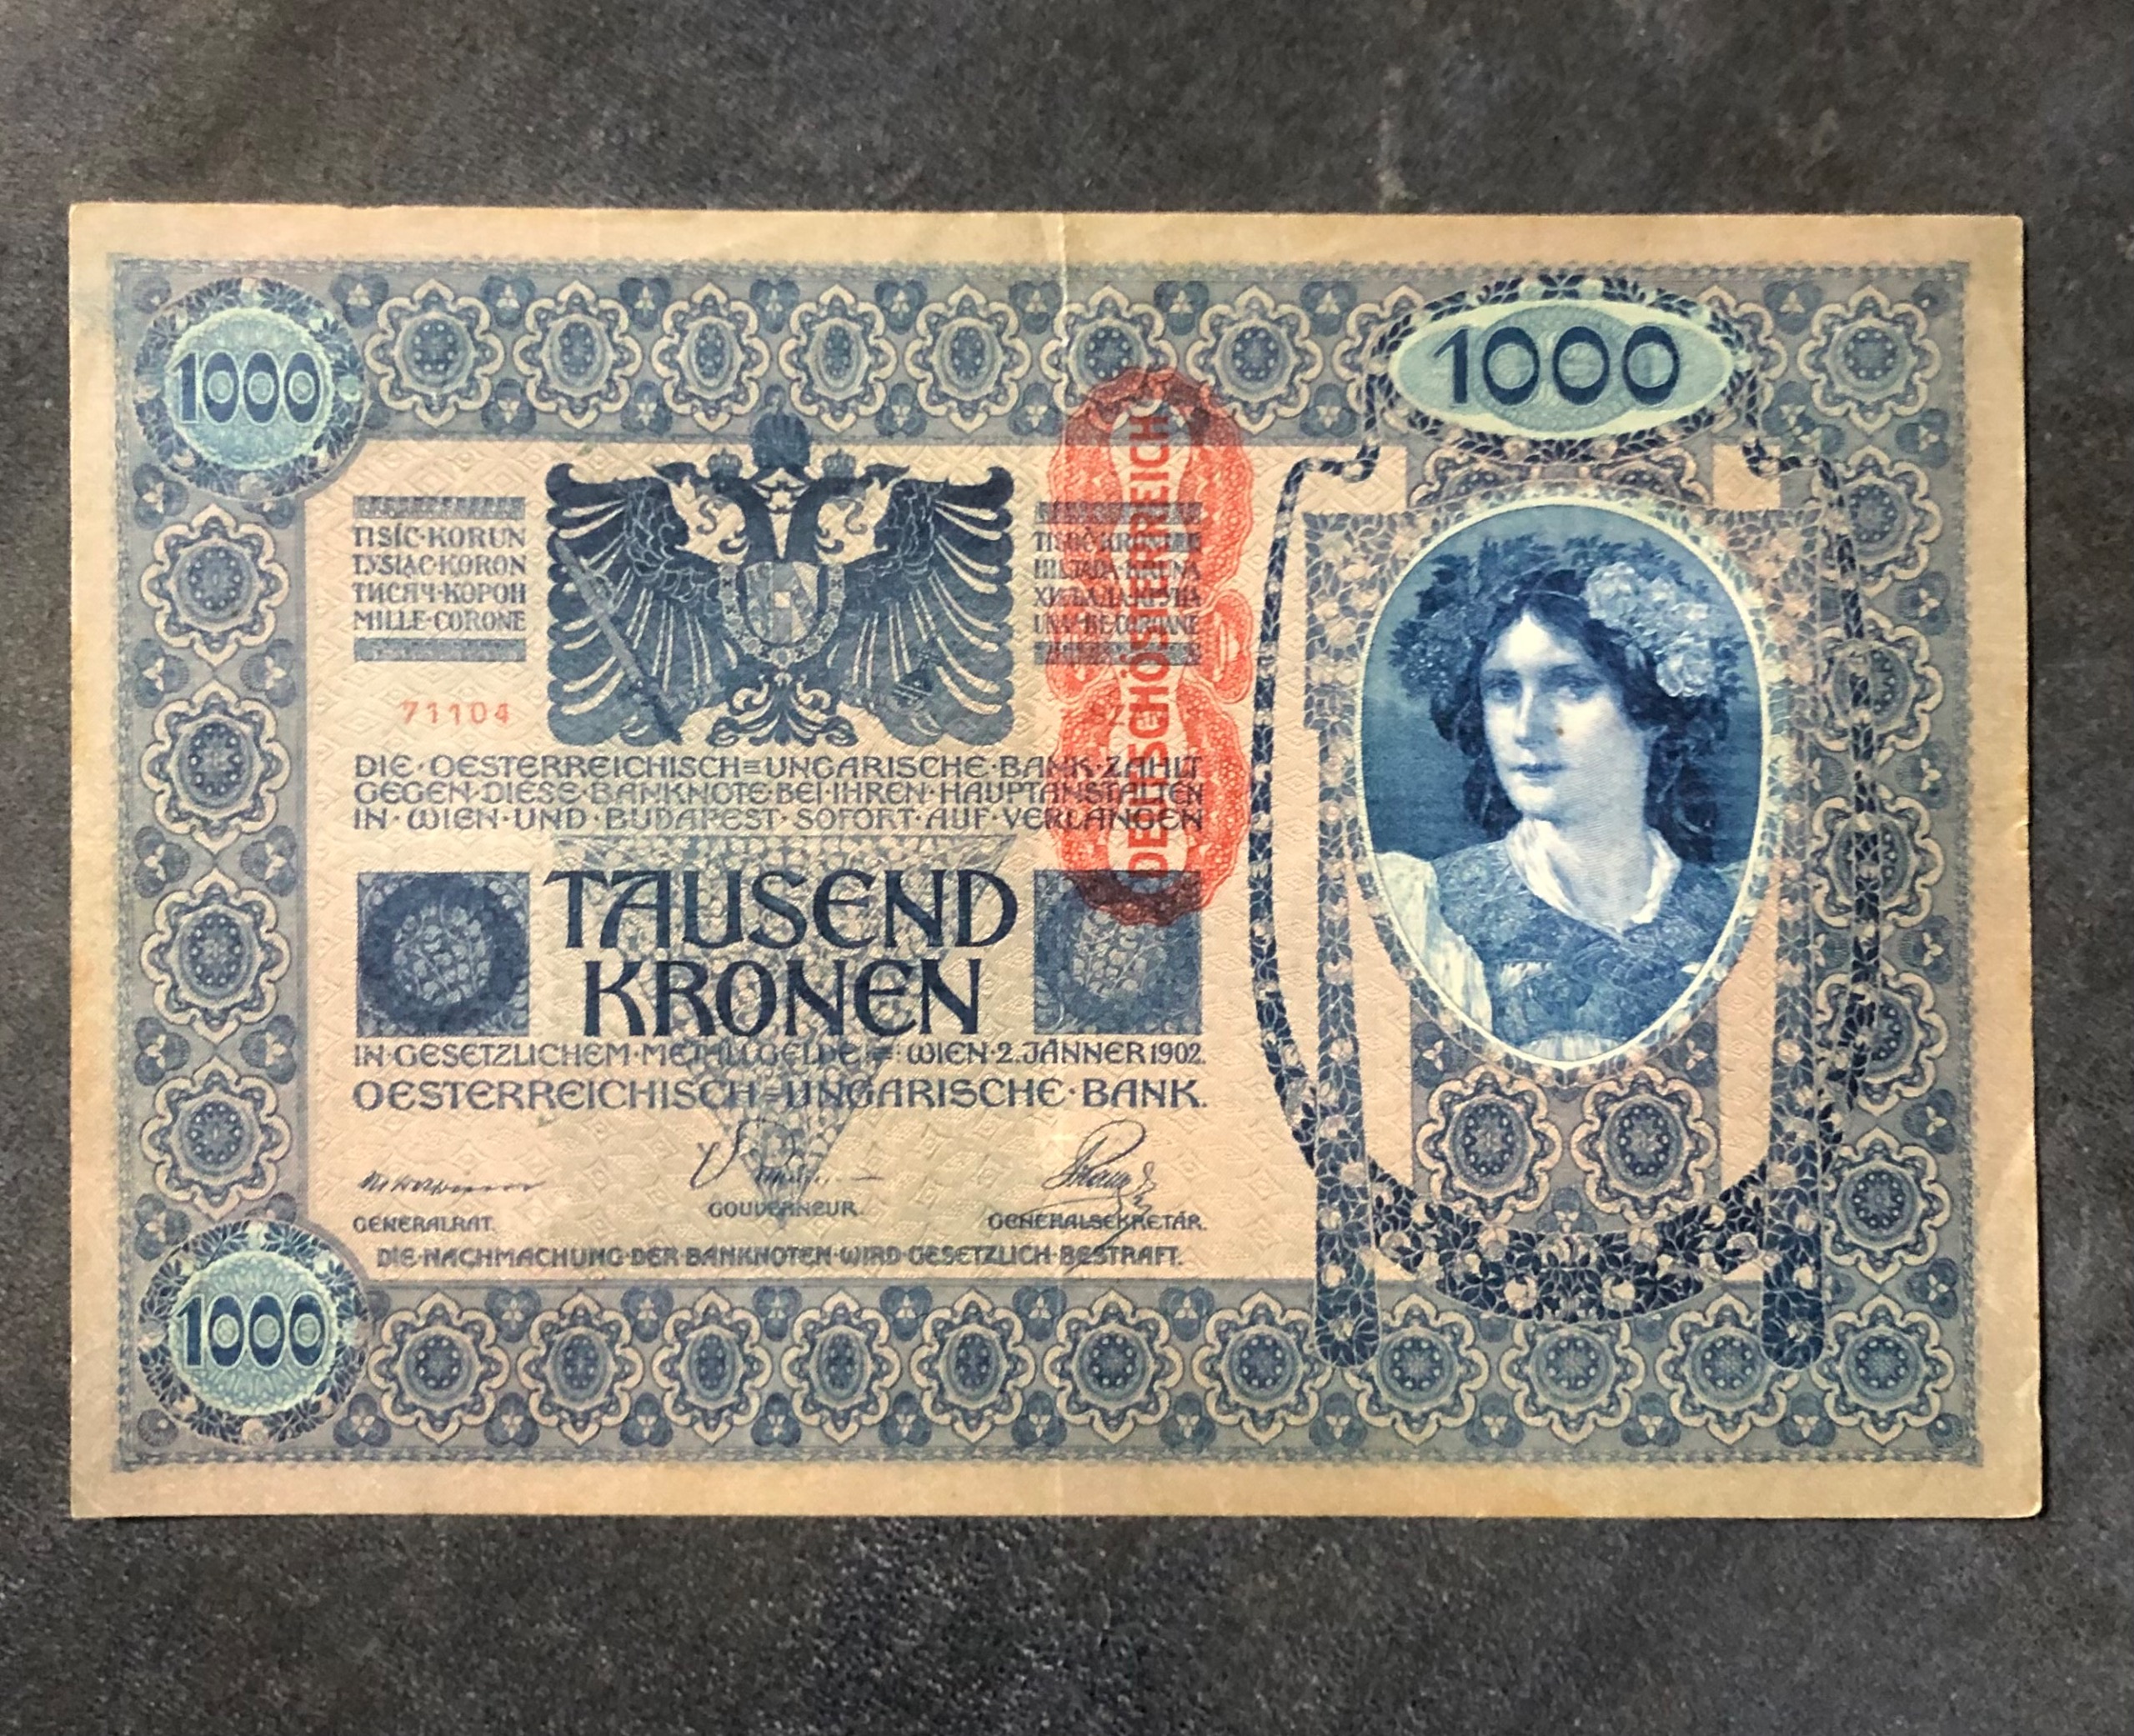 1000
1000
TISÍC·KORUN
TYSIĄC·KORON
ТИСЯЧ·КОРОН
MILLE·CORONE
DEUTSCHÖSTERREICH
71104
DIE·OESTERREICHISCH=UNGARISCHE·BANK·ZAHLT
GEGEN·DIESE·BANKNOTE·BEI·IHREN·HAUPTANSTALTEN
IN·WIEN·UND·BUDAPEST·SOFORT·AUF·VERLANGEN
TAUSEND
KRONEN
IN·GESETZLICHEM·METALLGELDE·=·WIEN·2.JÄNNER 1902.
OESTERREICHISCH=UNGARISCHE·BANK.
GENERALRAT.
GOUVERNEUR.
GENERALSEKRETÄR.
DIE·NACHMACHUNG·DER·BANKNOTEN·WIRD·GESETZLICH·BESTRAFT.
1000